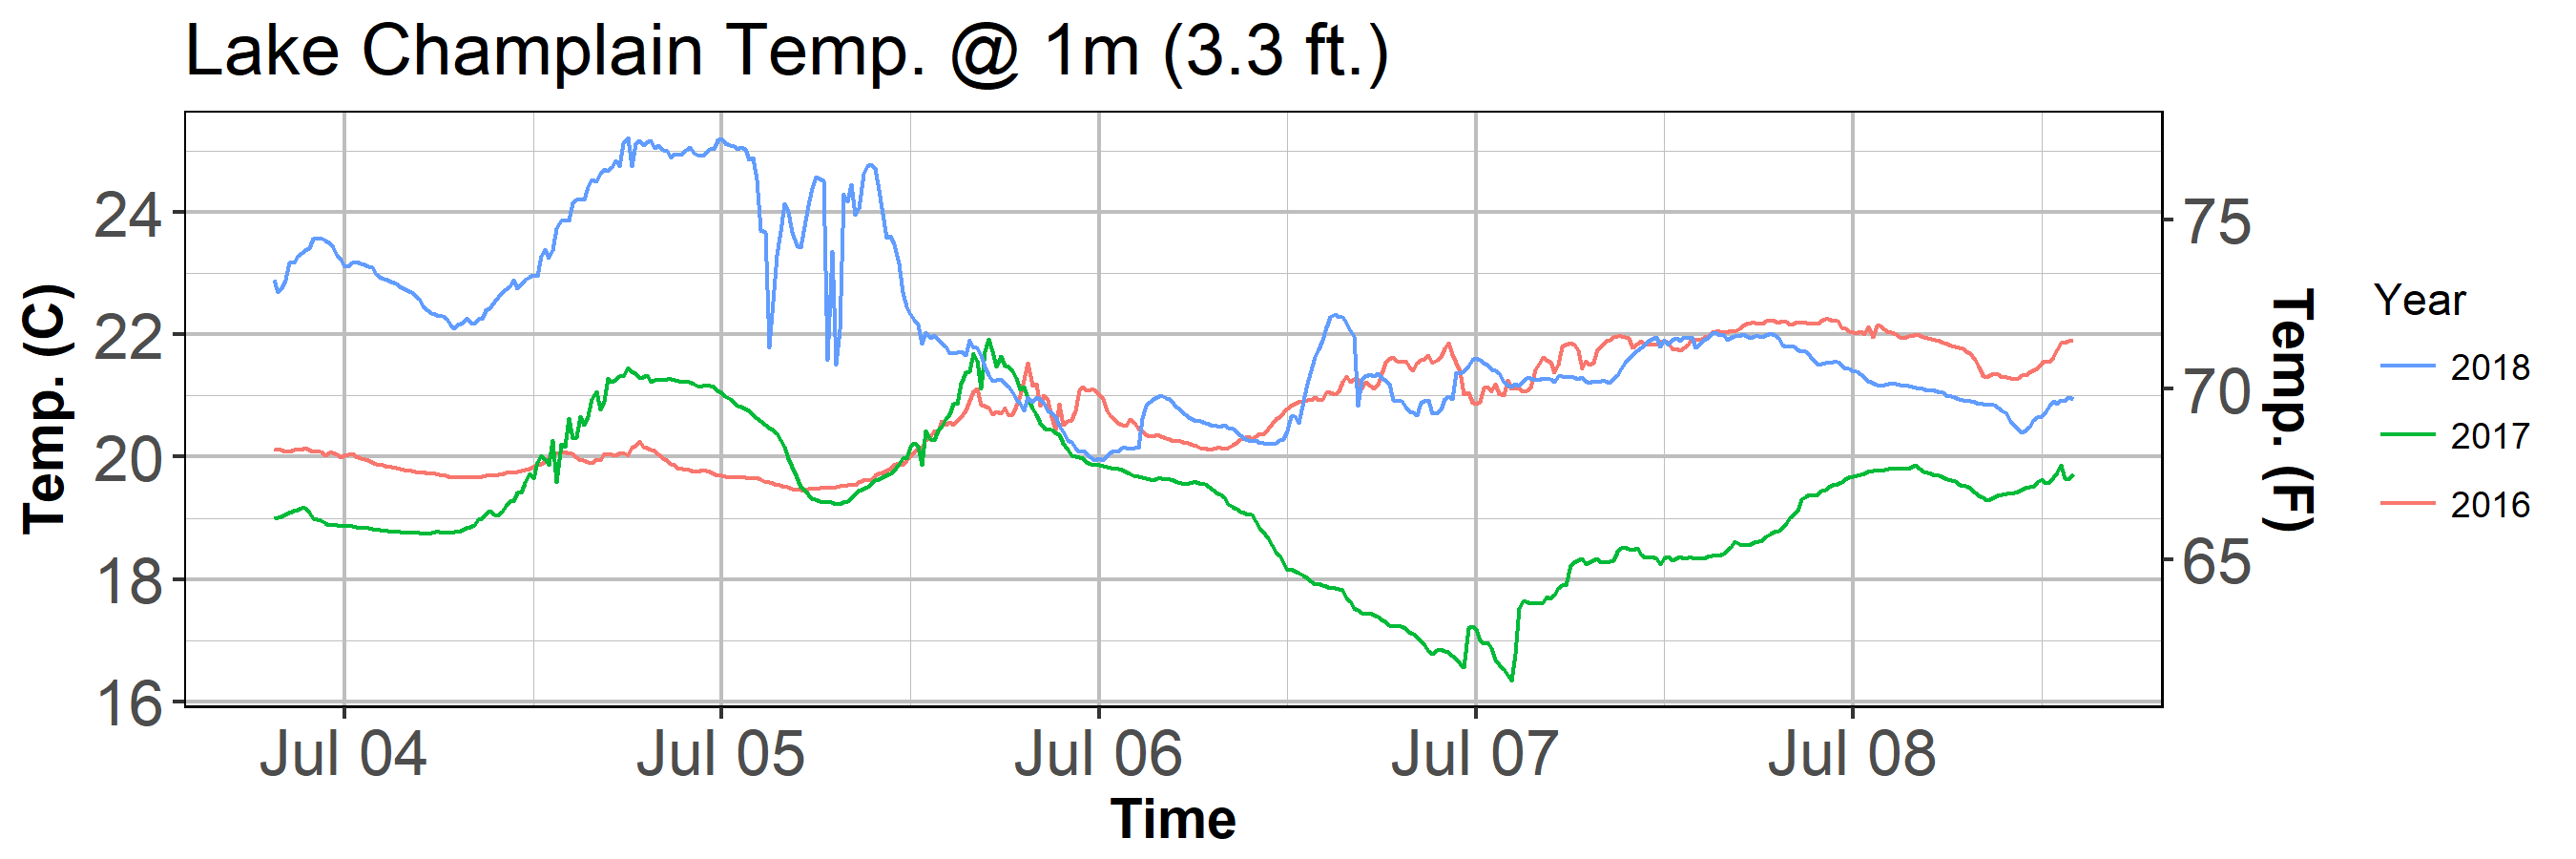 Lake Champlain Temp. @ 1m (3.3 ft.)
Temp. (C)
24
22
20
18
16
Jul 04 Jul 05 Jul 06 Jul 07 Jul 08
Time
75
70
65
Temp. (F)
Year
2018
2017
2016